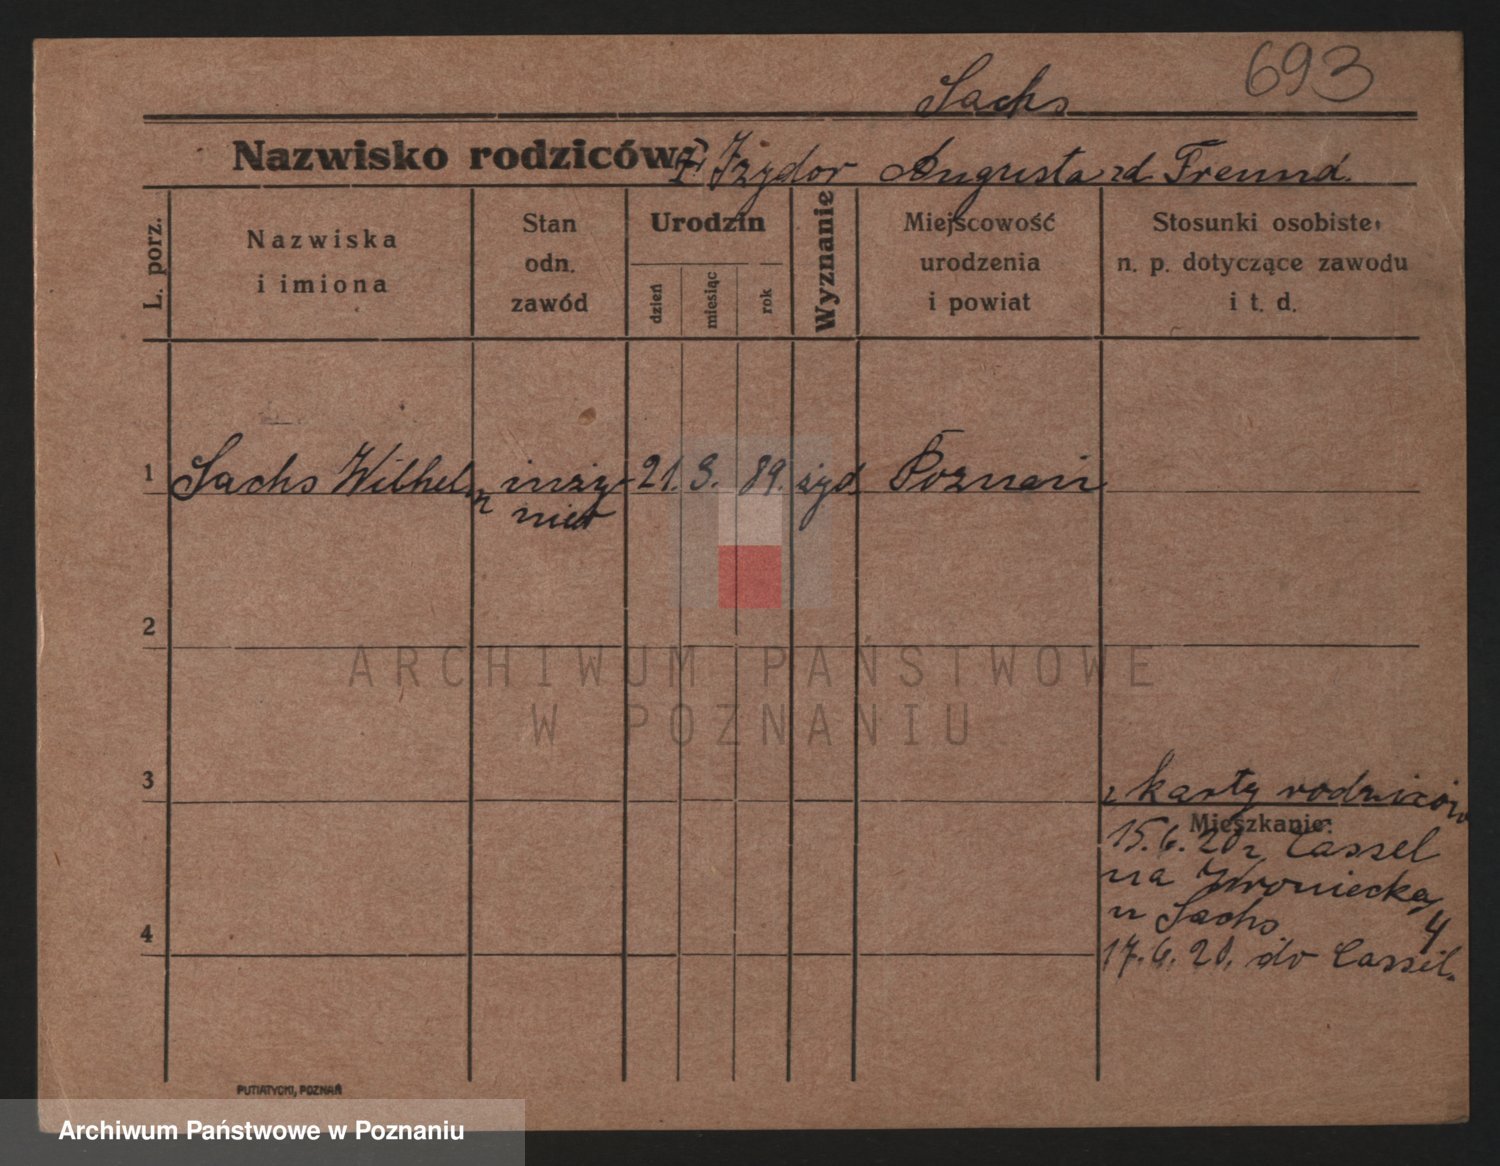 693
Sachs
Nazwisko rodziców: Izydor Augusta zd Freund.
L. porz.
Nazwiska
i imiona
Stan
odn.
zawód
Urodzin
dzień
miesiąc
rok
Wyznanie
Miejscowość
urodzenia
i powiat
Stosunki osobiste,
n. p. dotyczące zawodu
i t. d.
1 Sachs Wilhelm inży- 21. 3. 89. żyd. Poznań
nier
2
ARCHIWUM PAŃSTWOWE
W POZNANIU
3
z karty rodziców
Mieszkanie:
15.6.20 z Cassel
na Wroniecką
4
u Sachs
4
17.6.20. do Cassel.
PUTIATYCKI, POZNAŃ
Archiwum Państwowe w Poznaniu